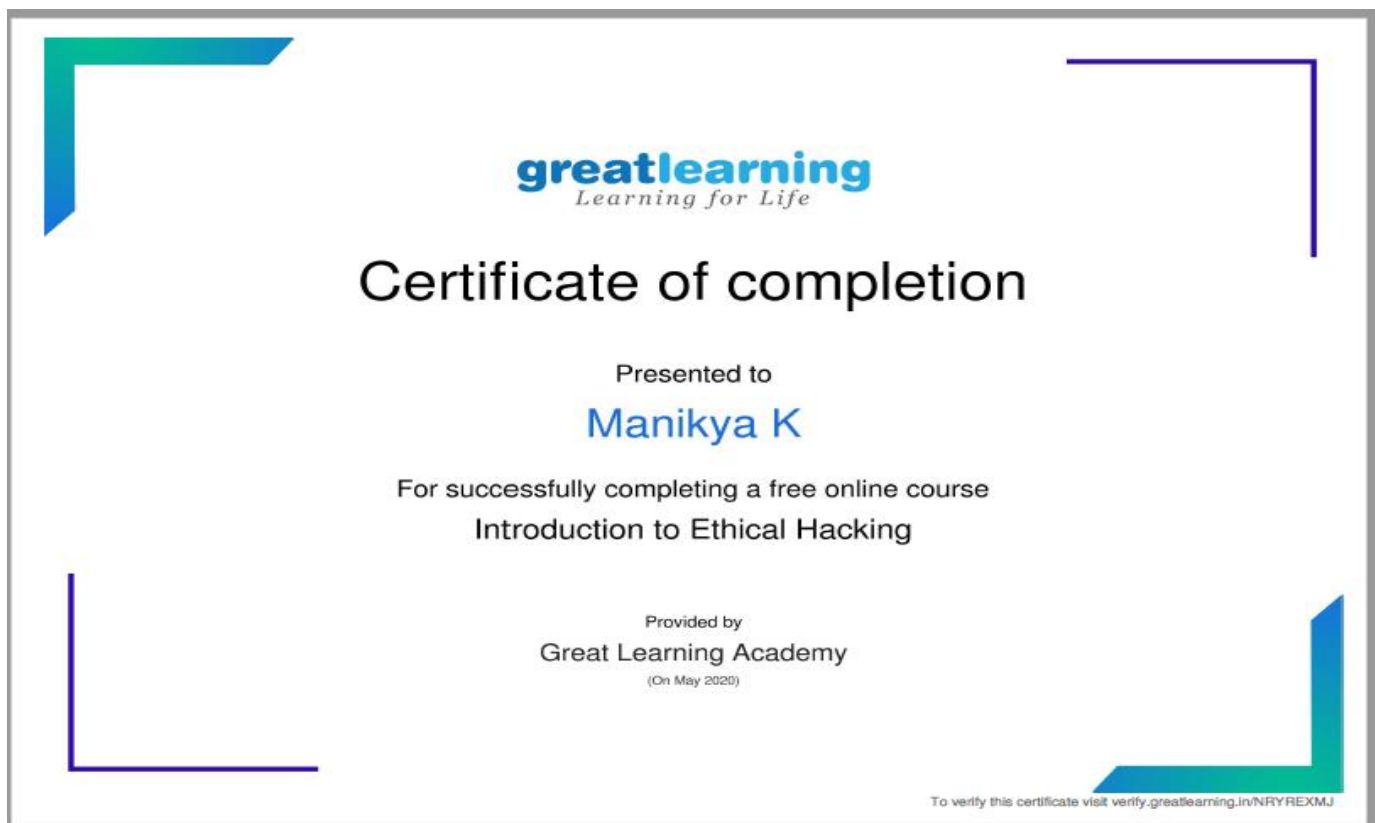 greatlearning
Learning for Life
Certificate of completion
Presented to
Manikya K
For successfully completing a free online course
Introduction to Ethical Hacking
Provided by
Great Learning Academy
(On May 2020)
To verify this certificate visit verify.greatlearning.in/NRYREXMJ